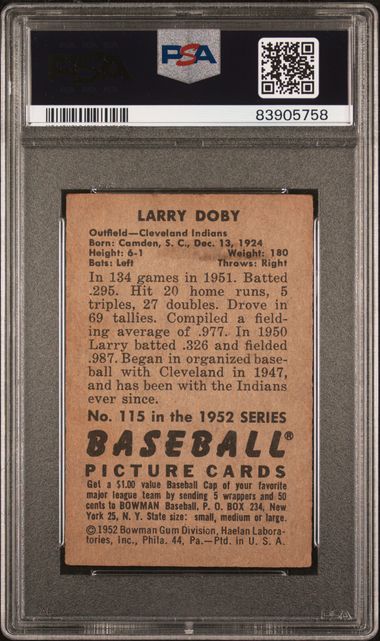 PSA
PSA
83905758
LARRY DOBY
Outfield—Cleveland Indians
Born: Camden, S. C., Dec. 13, 1924
Height: 6-1 Weight: 180
Bats: Left Throws: Right
In 134 games in 1951. Batted
.295. Hit 20 home runs, 5
triples, 27 doubles. Drove in
69 tallies. Compiled a field-
ing average of .977. In 1950
Larry batted .326 and fielded
.987. Began in organized base-
ball with Cleveland in 1947,
and has been with the Indians
ever since.
No. 115 in the 1952 SERIES
BASEBALL®
PICTURE CARDS
Get a $1.00 value Baseball Cap of your favorite
major league team by sending 5 wrappers and 50
cents to BOWMAN Baseball, P. O. BOX 234, New
York 25, N. Y. State size: small, medium or large.
©1952 Bowman Gum Division, Haelan Labora-
tories, Inc., Phila. 44, Pa.—Ptd in U. S. A.